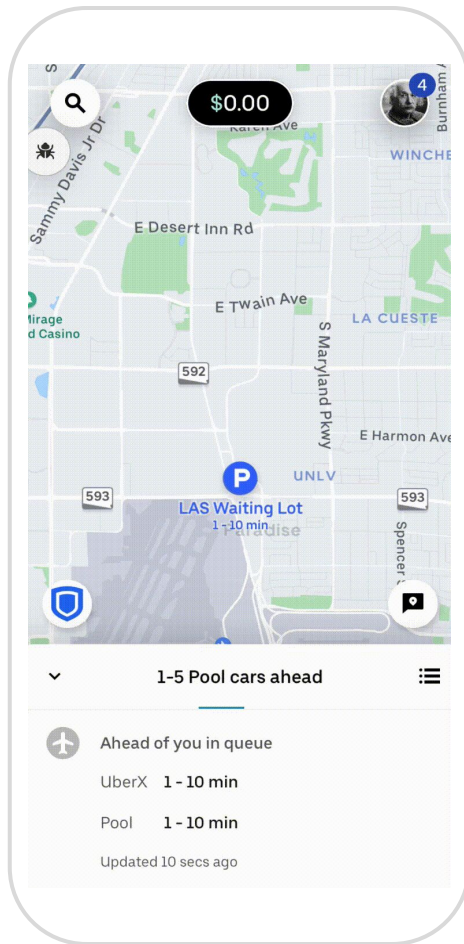 S
$0.00
4
Burnham A
Karen Ave
WINCHE
Sammy Davis Jr Dr
E Desert Inn Rd
E Twain Ave
Mirage
d Casino
LA CUESTE
S Maryland Pkwy
592
E Harmon Ave
P
UNLV
593
593
LAS Waiting Lot
1 - 10 min
Paradise
Spencer S
1-5 Pool cars ahead
Ahead of you in queue
UberX 1 - 10 min
Pool 1 - 10 min
Updated 10 secs ago